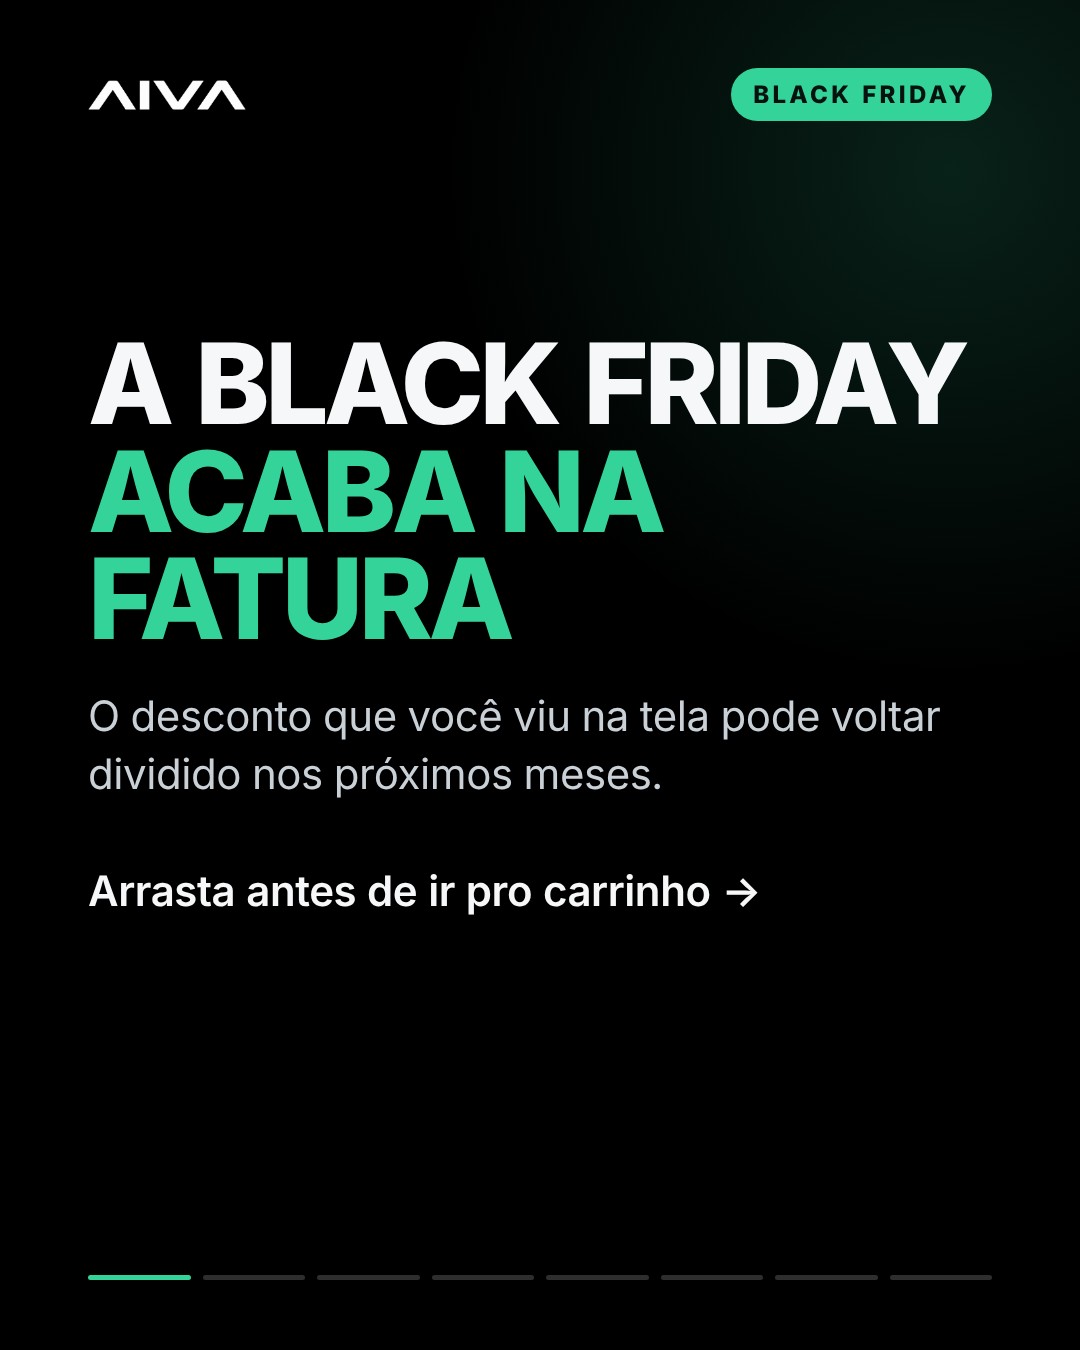 AIVA
BLACK FRIDAY
A BLACK FRIDAY
ACABA NA
FATURA
O desconto que você viu na tela pode voltar
dividido nos próximos meses.
Arrasta antes de ir pro carrinho →